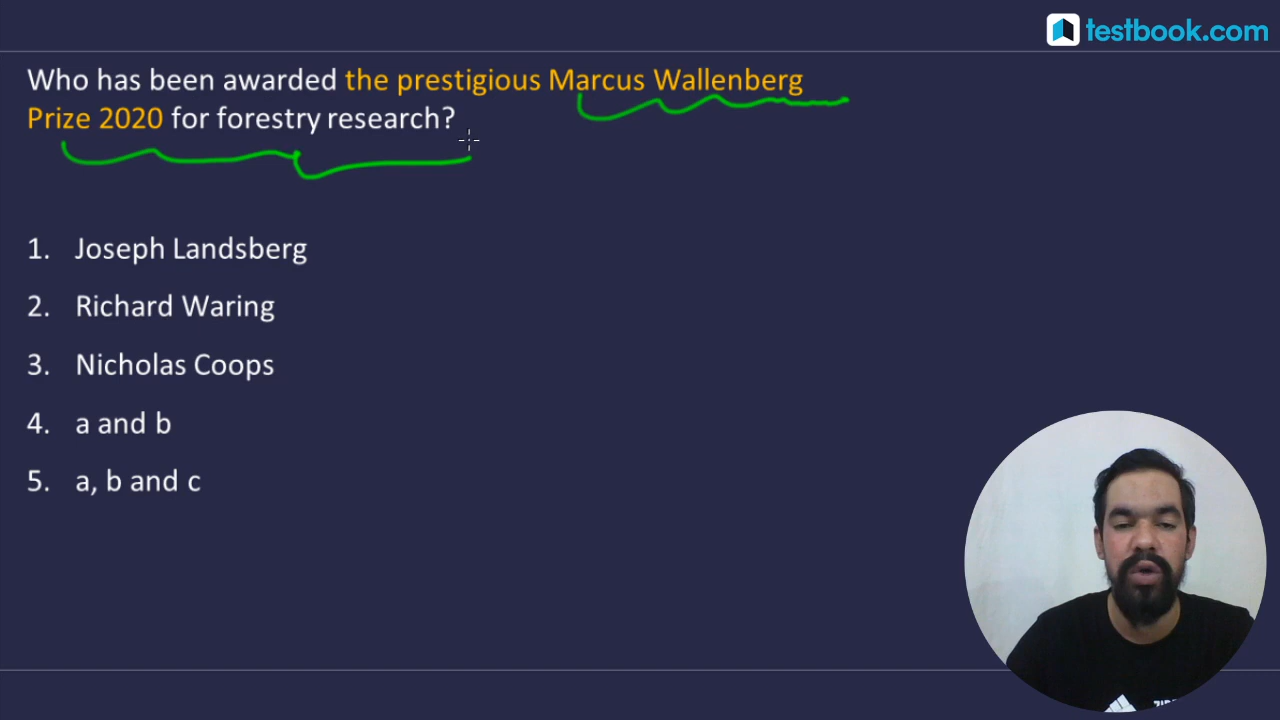 testbook.com
Who has been awarded the prestigious Marcus Wallenberg
Prize 2020 for forestry research?
1. Joseph Landsberg
2. Richard Waring
3. Nicholas Coops
4. a and b
5. a, b and c